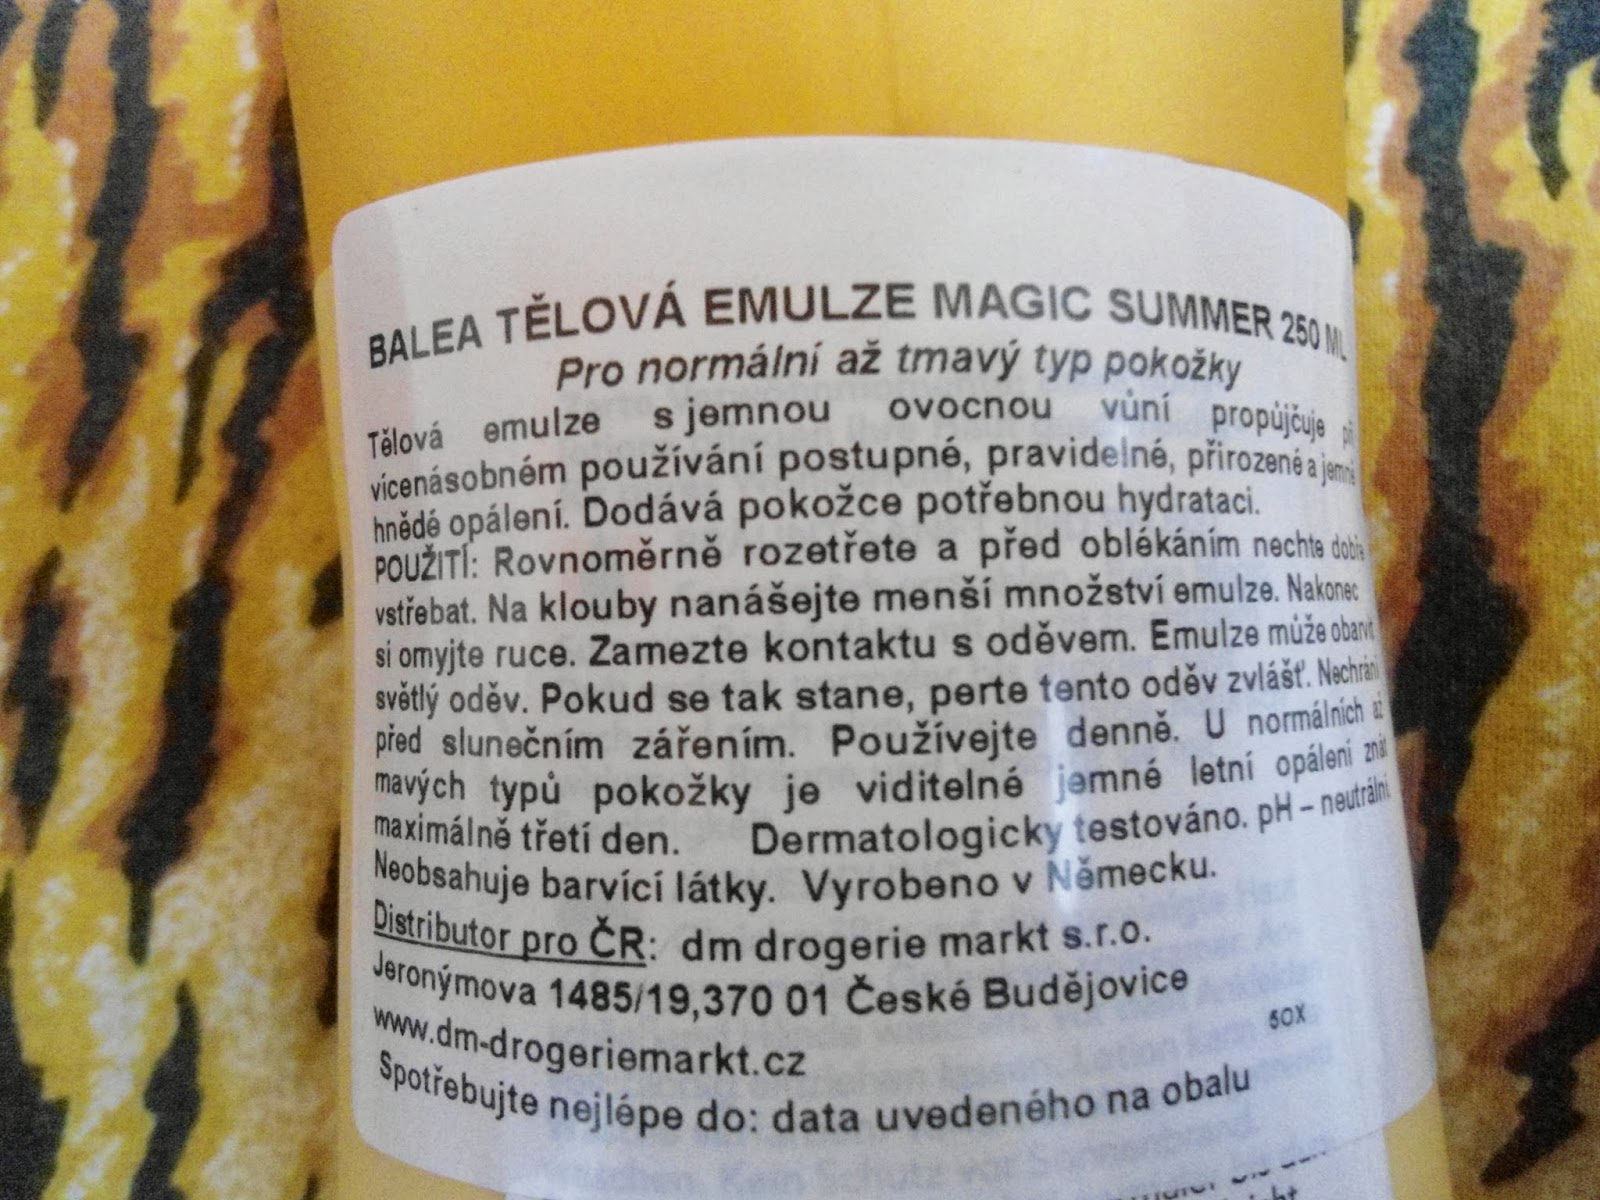 BALEA TĚLOVÁ EMULZE MAGIC SUMMER 250 ML
Pro normální až tmavý typ pokožky
Tělová emulze s jemnou ovocnou vůní propůjčuje př
vícenásobném používání postupné, pravidelné, přirozené a jemně
hnědé opálení. Dodává pokožce potřebnou hydrataci.
POUŽITÍ: Rovnoměrně rozetřete a před oblékáním nechte dobře
vstřebat. Na klouby nanášejte menší množství emulze. Nakonec
si omyjte ruce. Zamezte kontaktu s oděvem. Emulze může obarvit
světlý oděv. Pokud se tak stane, perte tento oděv zvlášť. Nechrání
před slunečním zářením. Používejte denně. U normálních až
mavých typů pokožky je viditelné jemné letní opálení znát
maximálně třetí den. Dermatologicky testováno. pH – neutrální
Neobsahuje barvící látky. Vyrobeno v Německu.
Distributor pro ČR: dm drogerie markt s.r.o.
Jeronýmova 1485/19,370 01 České Budějovice
www.dm-drogeriemarkt.cz
50X
Spotřebujte nejlépe do: data uvedeného na obalu